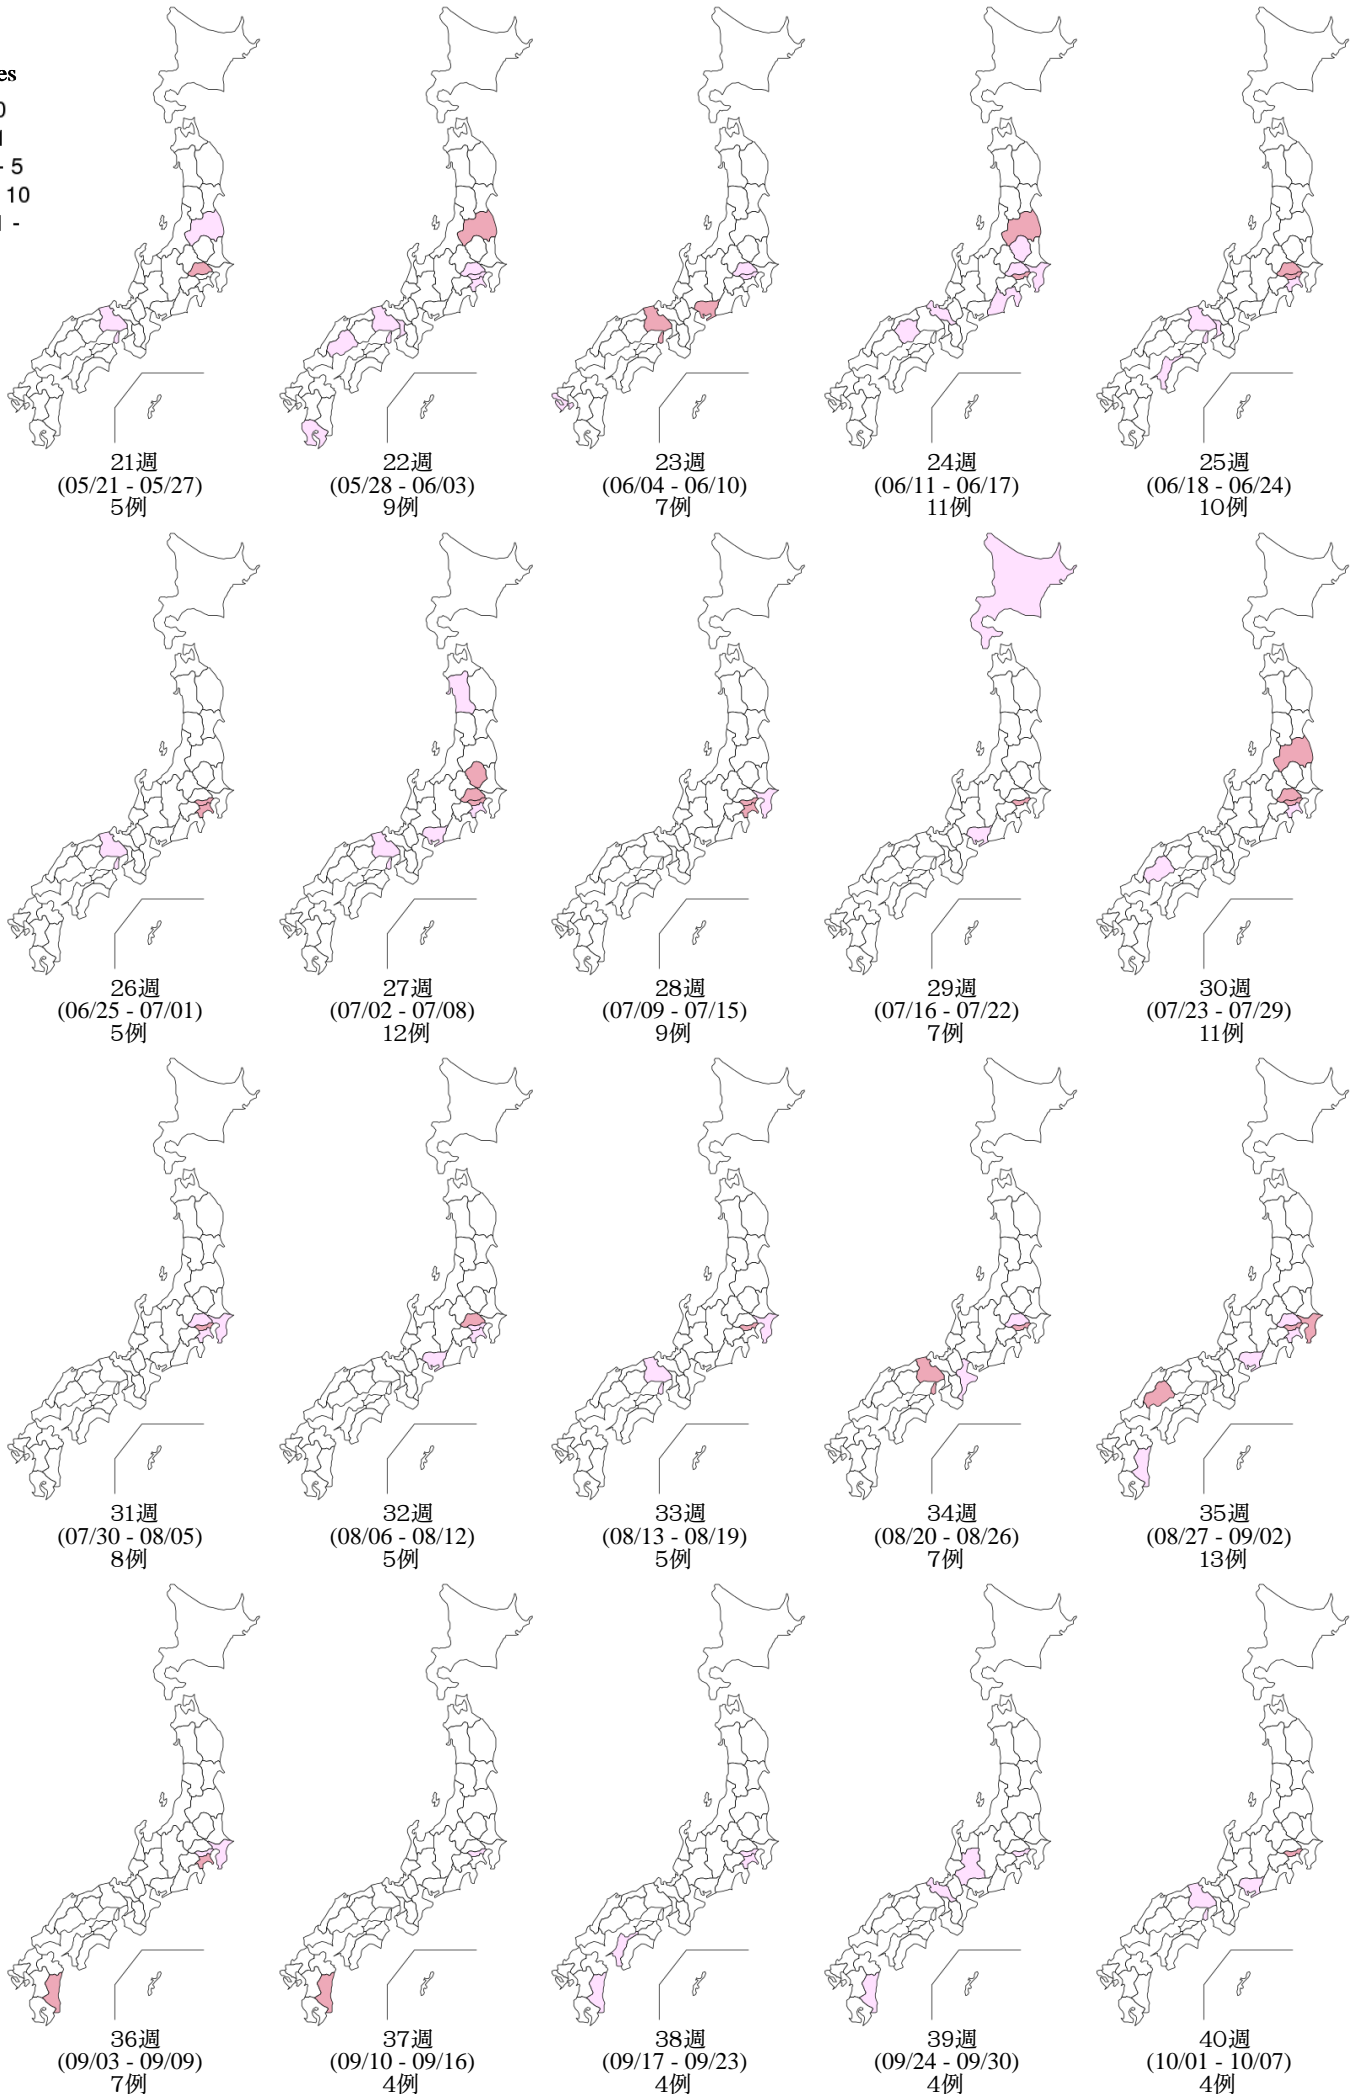 es
0
1
- 5
10
1 -
21週
(05/21 - 05/27)
5例
22週
(05/28 - 06/03)
9例
23週
(06/04 - 06/10)
7例
24週
(06/11 - 06/17)
11例
25週
(06/18 - 06/24)
10例
26週
(06/25 - 07/01)
5例
27週
(07/02 - 07/08)
12例
28週
(07/09 - 07/15)
9例
29週
(07/16 - 07/22)
7例
30週
(07/23 - 07/29)
11例
31週
(07/30 - 08/05)
8例
32週
(08/06 - 08/12)
5例
33週
(08/13 - 08/19)
5例
34週
(08/20 - 08/26)
7例
35週
(08/27 - 09/02)
13例
36週
(09/03 - 09/09)
7例
37週
(09/10 - 09/16)
4例
38週
(09/17 - 09/23)
4例
39週
(09/24 - 09/30)
4例
40週
(10/01 - 10/07)
4例